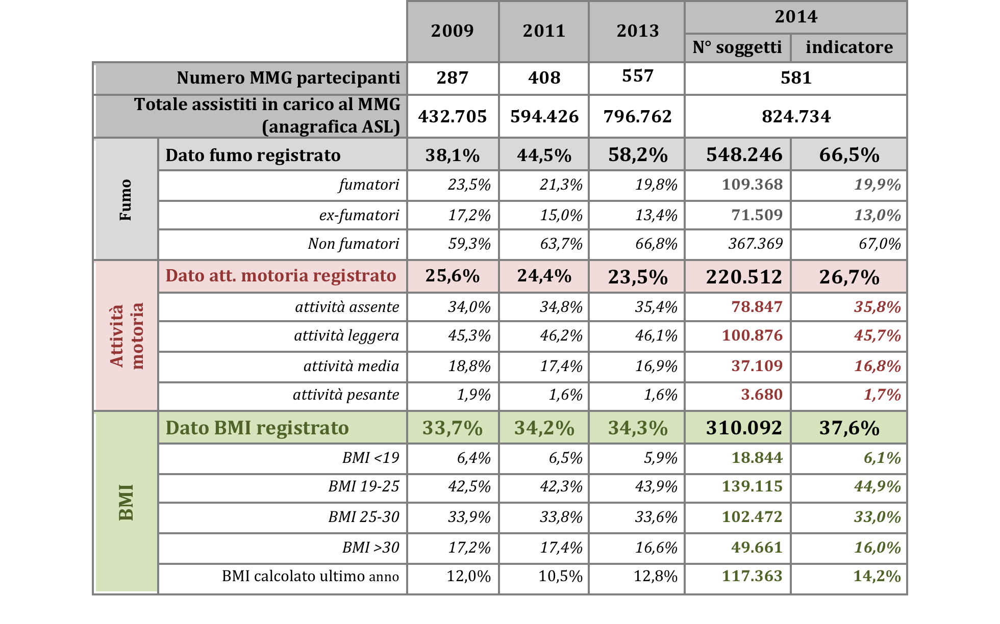 2009 2011 2013 2014
N° soggetti indicatore
Numero MMG partecipanti 287 408 557 581
Totale assistiti in carico al MMG
(anagrafica ASL) 432.705 594.426 796.762 824.734
Fumo
Dato fumo registrato 38,1% 44,5% 58,2% 548.246 66,5%
fumatori 23,5% 21,3% 19,8% 109.368 19,9%
ex-fumatori 17,2% 15,0% 13,4% 71.509 13,0%
Non fumatori 59,3% 63,7% 66,8% 367.369 67,0%
Attività
motoria
Dato att. motoria registrato 25,6% 24,4% 23,5% 220.512 26,7%
attività assente 34,0% 34,8% 35,4% 78.847 35,8%
attività leggera 45,3% 46,2% 46,1% 100.876 45,7%
attività media 18,8% 17,4% 16,9% 37.109 16,8%
attività pesante 1,9% 1,6% 1,6% 3.680 1,7%
BMI
Dato BMI registrato 33,7% 34,2% 34,3% 310.092 37,6%
BMI <19 6,4% 6,5% 5,9% 18.844 6,1%
BMI 19-25 42,5% 42,3% 43,9% 139.115 44,9%
BMI 25-30 33,9% 33,8% 33,6% 102.472 33,0%
BMI >30 17,2% 17,4% 16,6% 49.661 16,0%
BMI calcolato ultimo anno 12,0% 10,5% 12,8% 117.363 14,2%